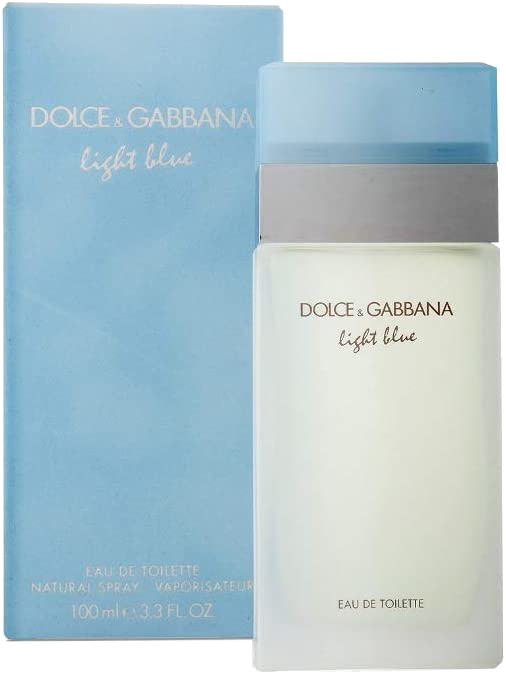 DOLCE & GABBANA
light blue
EAU DE TOILETTE
NATURAL SPRAY - VAPORISATEUR
100 ml ℮ 3.3 FL.OZ
DOLCE & GABBANA
light blue
EAU DE TOILETTE